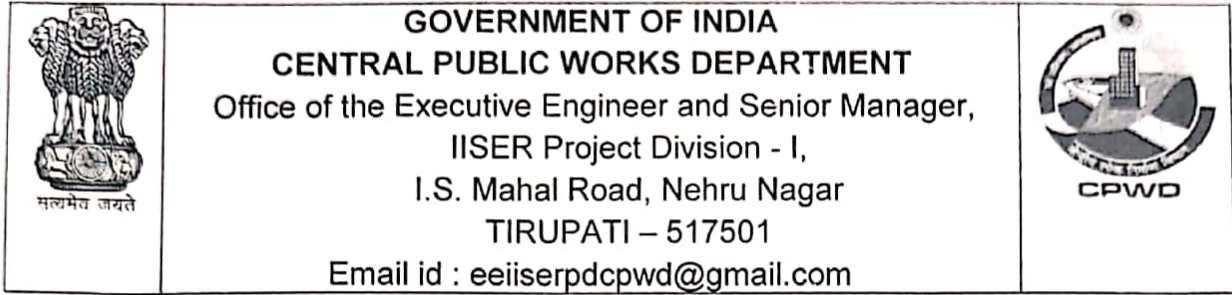 GOVERNMENT OF INDIA
CENTRAL PUBLIC WORKS DEPARTMENT
Office of the Executive Engineer and Senior Manager,
IISER Project Division - I,
I.S. Mahal Road, Nehru Nagar
TIRUPATI – 517501
Email id : eeiiserpdcpwd@gmail.com
सत्यमेव जयते
CPWD